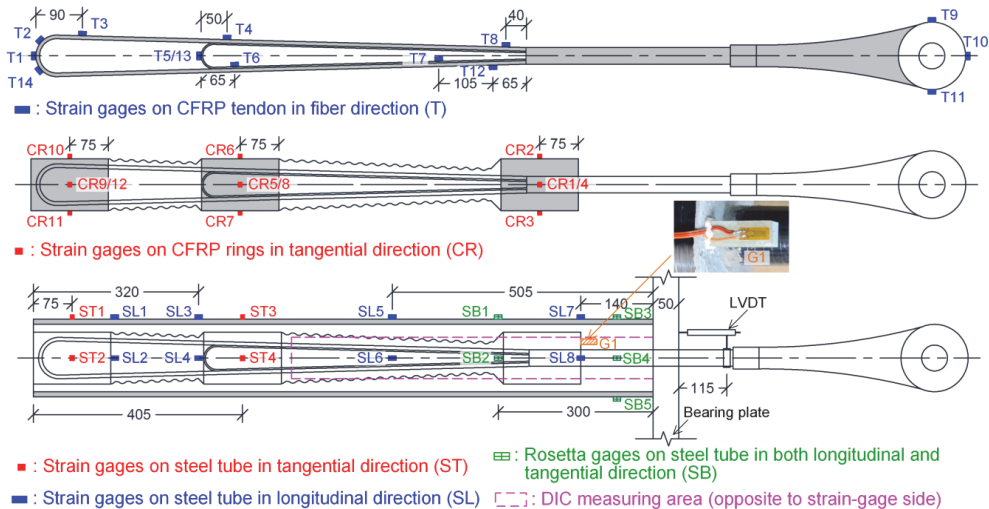 90
T3
50
T4
40
T8
T9
T2
T1
T5/13
T7
T10
T6
T12
T14
65
105
65
T11
: Strain gages on CFRP tendon in fiber direction (T)
CR10
75
CR6
75
CR2
75
CR9/12
CR5/8
CR1/4
CR11
CR7
CR3
: Strain gages on CFRP rings in tangential direction (CR)
G1
320
505
75
140
50
LVDT
ST1
SL1
SL3
ST3
SL5
SB1
SL7
SB3
G1
ST2
SL2
SL4
ST4
SL6
SB2
SL8
SB4
115
405
300
SB5
Bearing plate
: Strain gages on steel tube in tangential direction (ST)
: Rosetta gages on steel tube in both longitudinal and
tangential direction (SB)
: Strain gages on steel tube in longitudinal direction (SL)
: DIC measuring area (opposite to strain-gage side)